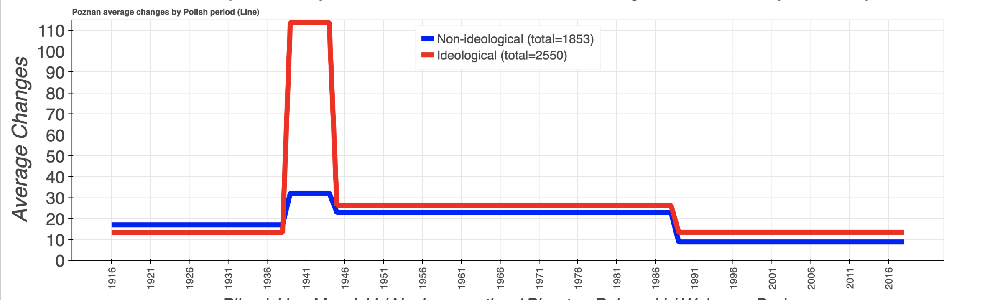 Poznan average changes by Polish period (Line)
Average Changes
110
100
90
80
70
60
50
40
30
20
10
0
Non-ideological (total=1853)
Ideological (total=2550)
1916 1921 1926 1931 1936 1941 1946 1951 1956 1961 1966 1971 1976 1981 1986 1991 1996 2001 2006 2011 2016